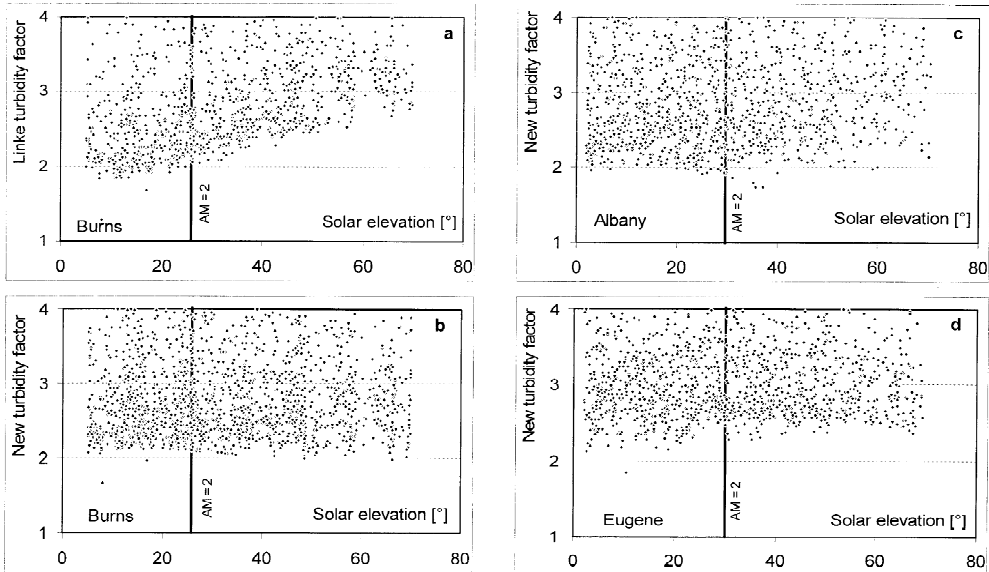 Linke turbidity factor
4
3
2
1
a
Burns
AM = 2
Solar elevation [°]
0 20 40 60 80
New turbidity factor
4
3
2
1
b
Burns
AM = 2
Solar elevation [°]
0 20 40 60 80
New turbidity factor
4
3
2
1
c
Albany
AM = 2
Solar elevation [°]
0 20 40 60 80
New turbidity factor
4
3
2
1
d
Eugene
AM = 2
Solar elevation [°]
0 20 40 60 80